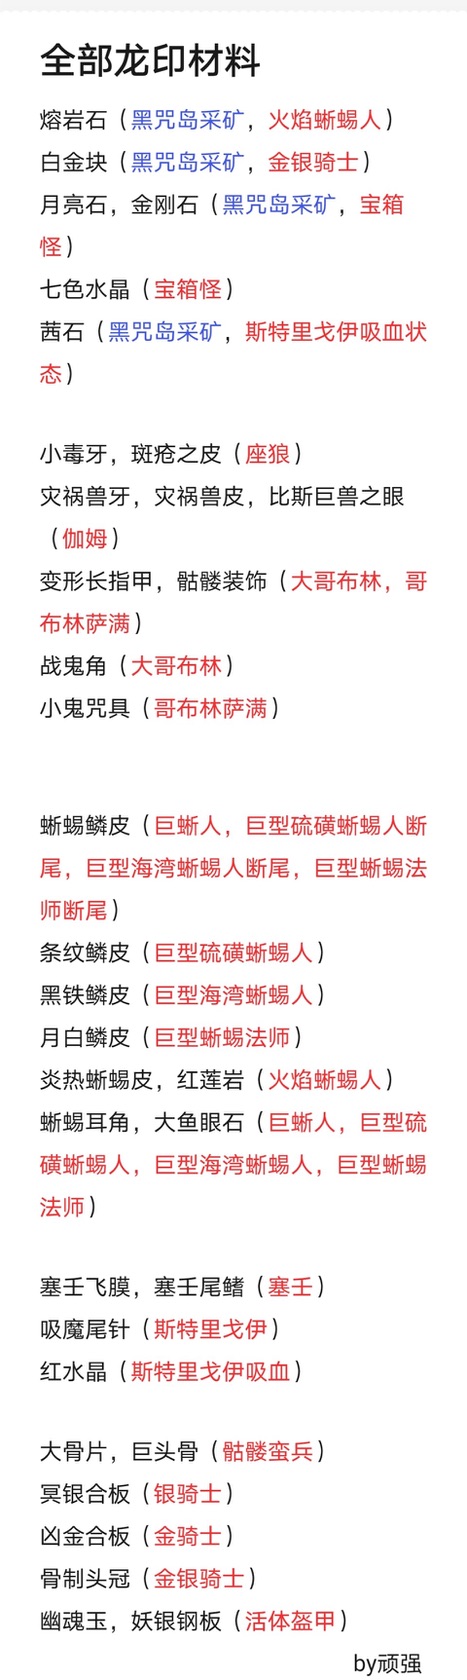 全部龙印材料
熔岩石（黑咒岛采矿，火焰蜥蜴人）
白金块（黑咒岛采矿，金银骑士）
月亮石，金刚石（黑咒岛采矿，宝箱
怪）
七色水晶（宝箱怪）
茜石（黑咒岛采矿，斯特里戈伊吸血状
态）
小毒牙，斑疮之皮（座狼）
灾祸兽牙，灾祸兽皮，比斯巨兽之眼
（伽姆）
变形长指甲，骷髅装饰（大哥布林，哥
布林萨满）
战鬼角（大哥布林）
小鬼咒具（哥布林萨满）
蜥蜴鳞皮（巨蜥人，巨型硫磺蜥蜴人断
尾，巨型海湾蜥蜴人断尾，巨型蜥蜴法
师断尾）
条纹鳞皮（巨型硫磺蜥蜴人）
黑铁鳞皮（巨型海湾蜥蜴人）
月白鳞皮（巨型蜥蜴法师）
炎热蜥蜴皮，红莲岩（火焰蜥蜴人）
蜥蜴耳角，大鱼眼石（巨蜥人，巨型硫
磺蜥蜴人，巨型海湾蜥蜴人，巨型蜥蜴
法师）
塞壬飞膜，塞壬尾鳍（塞壬）
吸魔尾针（斯特里戈伊）
红水晶（斯特里戈伊吸血）
大骨片，巨头骨（骷髅蛮兵）
冥银合板（银骑士）
凶金合板（金骑士）
骨制头冠（金银骑士）
幽魂玉，妖银钢板（活体盔甲）
by顽强